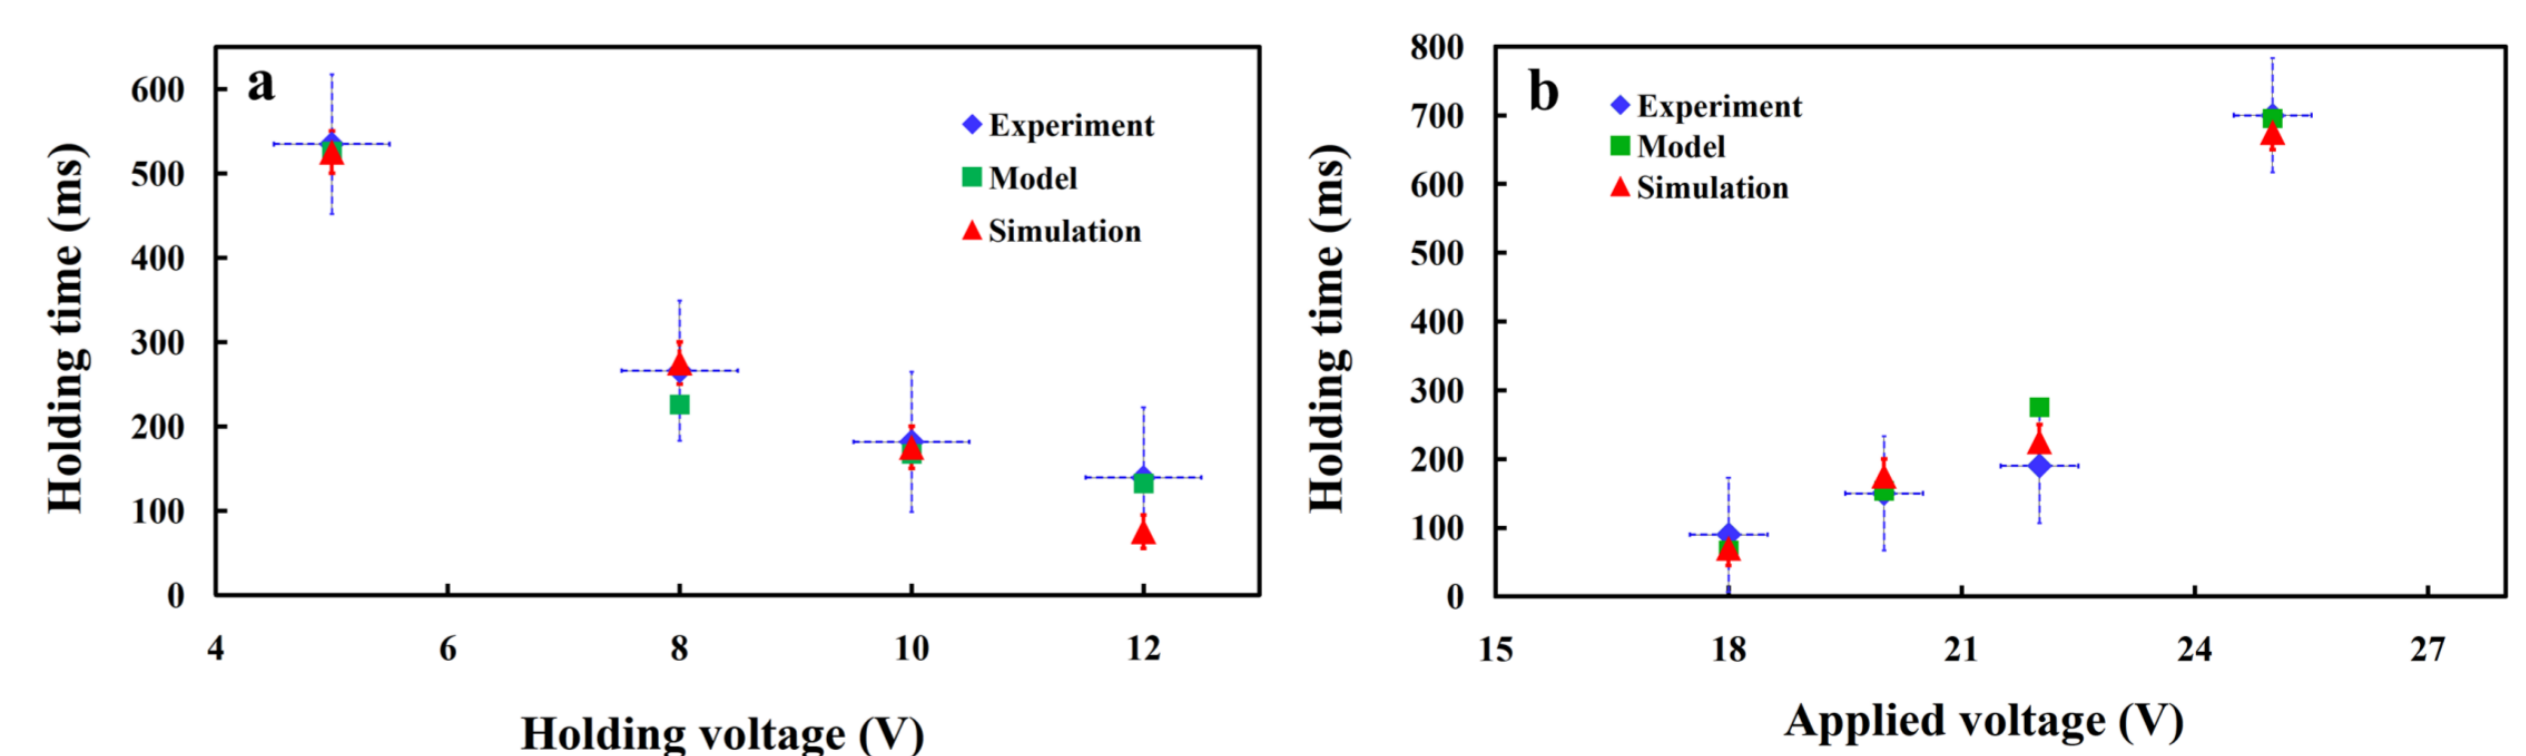 a
Holding time (ms)
600
500
400
300
200
100
0
Experiment
Model
Simulation
4 6 8 10 12
Holding voltage (V)
b
Holding time (ms)
800
700
600
500
400
300
200
100
0
Experiment
Model
Simulation
15 18 21 24 27
Applied voltage (V)